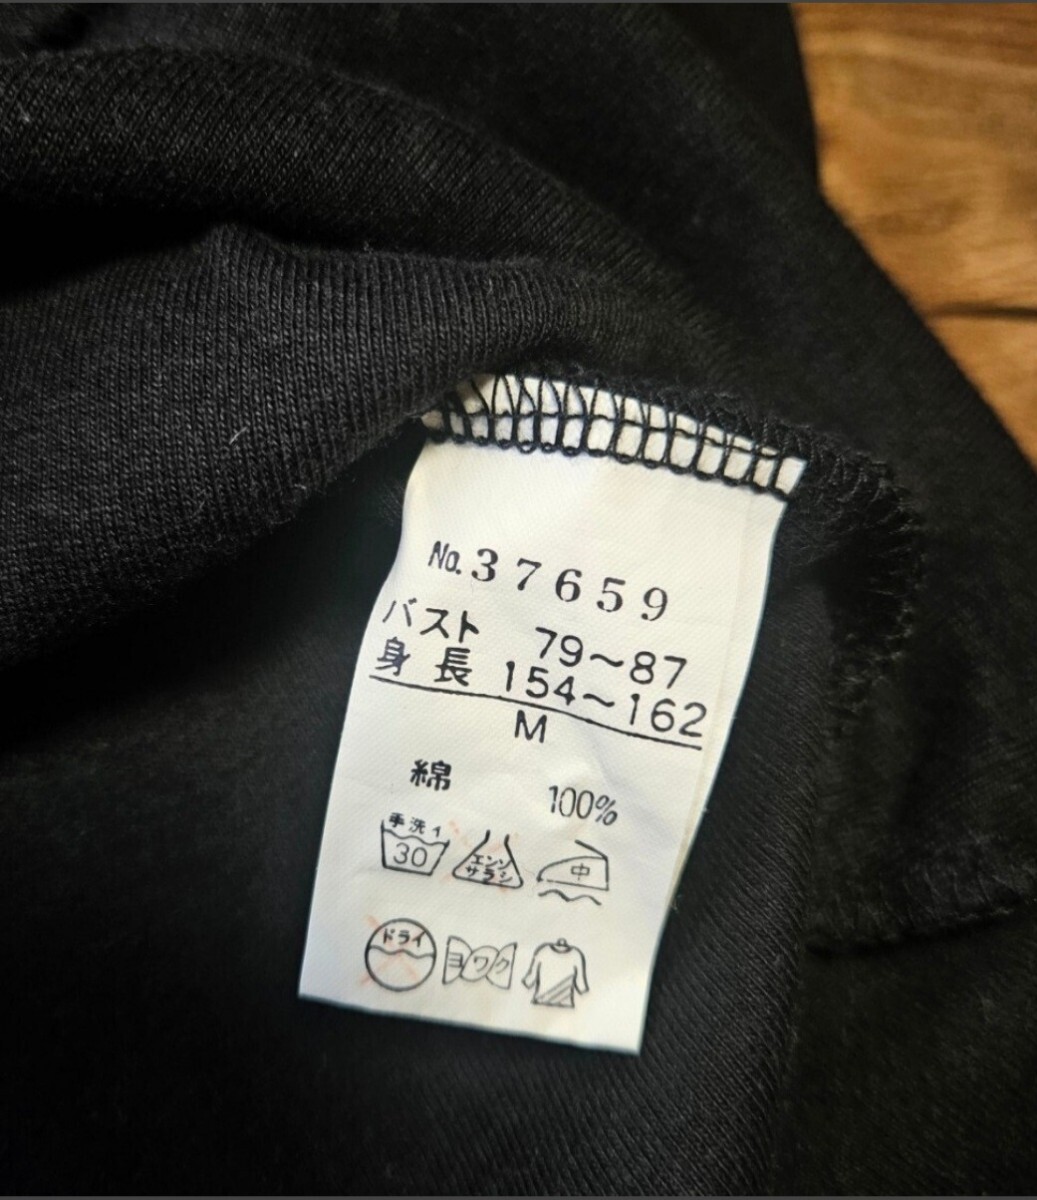 No. 37659
バスト 79〜87
身長 154〜162
M
綿 100%
手洗イ
30
エンソ
サラシ
中
ドライ
ヨワク